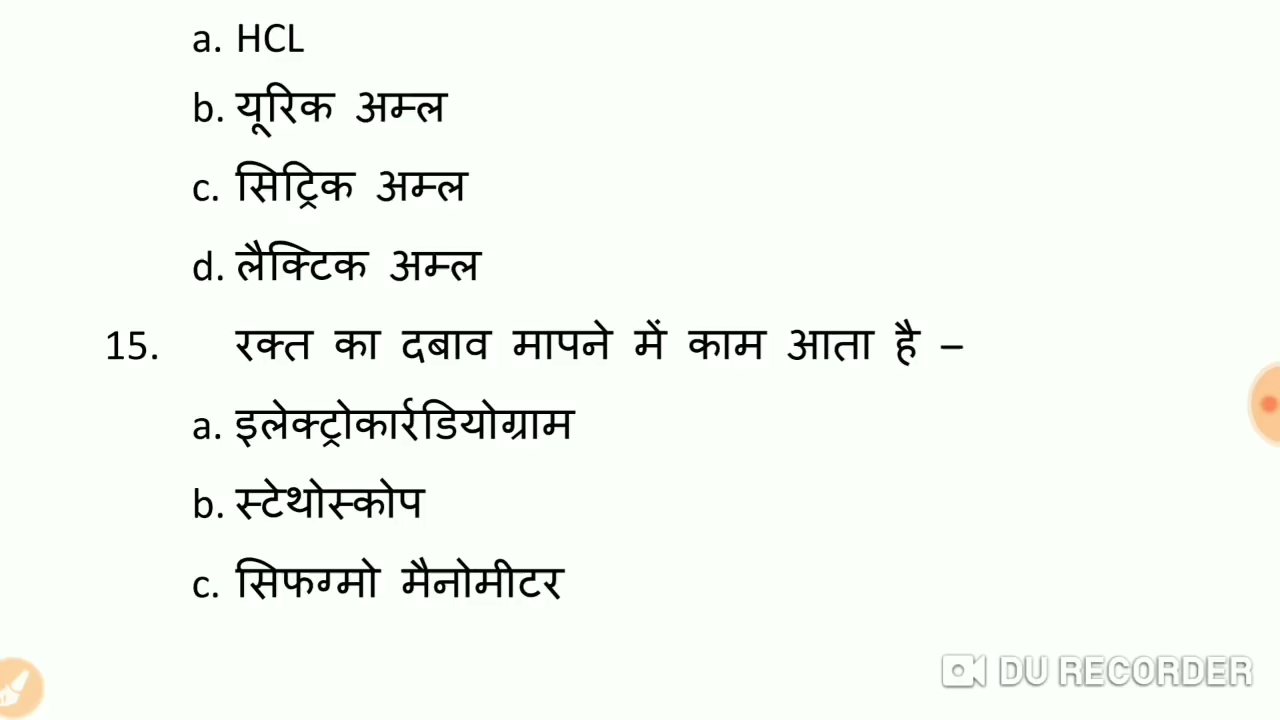 a. HCL
b. यूरिक अम्ल
c. सिट्रिक अम्ल
d. लैक्टिक अम्ल
15. रक्त का दबाव मापने में काम आता है –
a. इलेक्ट्रोकार्रडियोग्राम
b. स्टेथोस्कोप
c. सिफग्मो मैनोमीटर
DU RECORDER